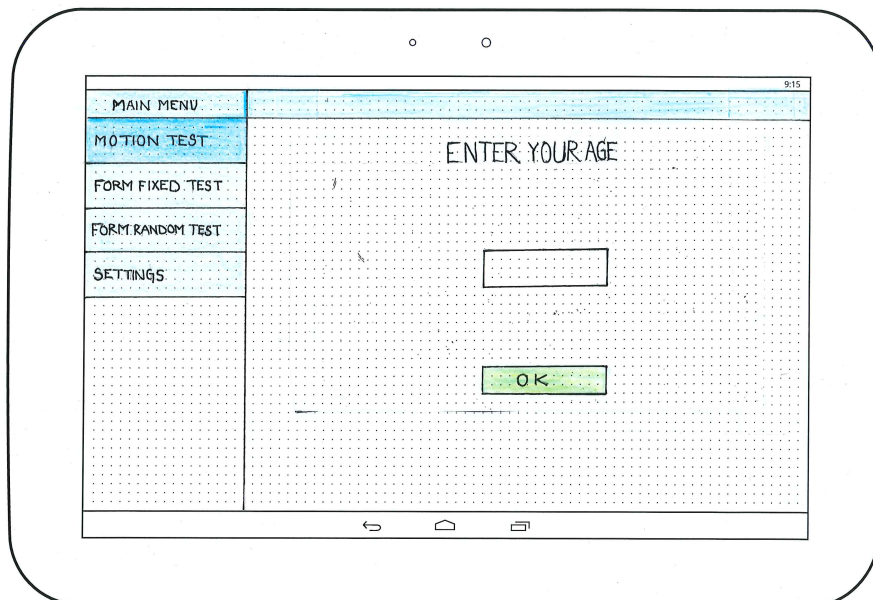 9:15
MAIN MENU
MOTION TEST
FORM FIXED TEST
FORM RANDOM TEST
SETTINGS
ENTER YOUR AGE
OK